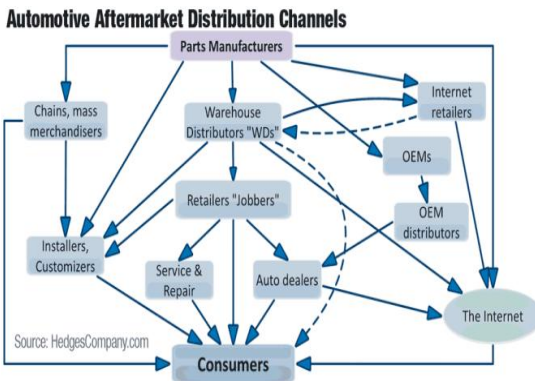 Automotive Aftermarket Distribution Channels
Parts Manufacturers
Chains, mass
merchandisers
Warehouse
Distributors "WDs"
Internet
retailers
OEMs
Retailers "Jobbers"
OEM
distributors
Installers,
Customizers
Service &
Repair
Auto dealers
The Internet
Source: HedgesCompany.com
Consumers